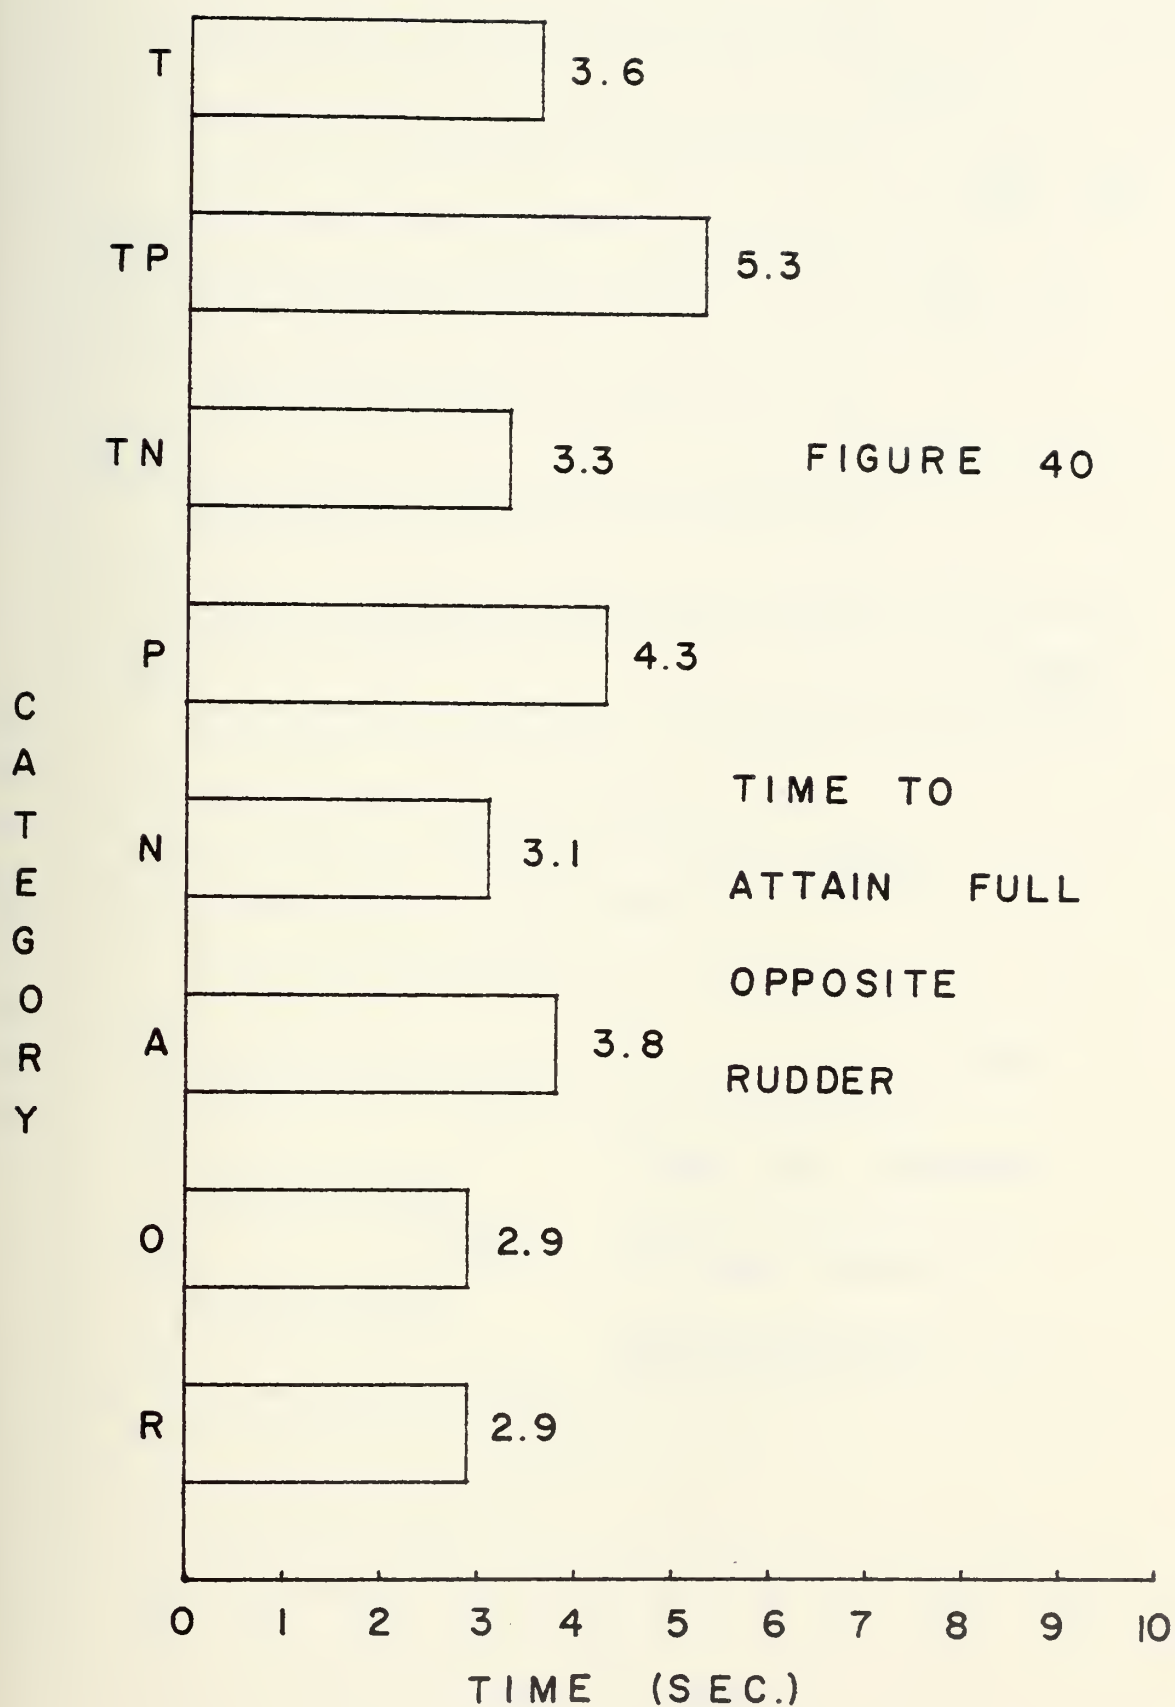 T 3.6
TP 5.3
TN 3.3 FIGURE 40
P 4.3
CATEGORY
N 3.1
TIME TO
ATTAIN FULL
OPPOSITE
RUDDER
A 3.8
O 2.9
R 2.9
0 1 2 3 4 5 6 7 8 9 10
TIME (SEC.)